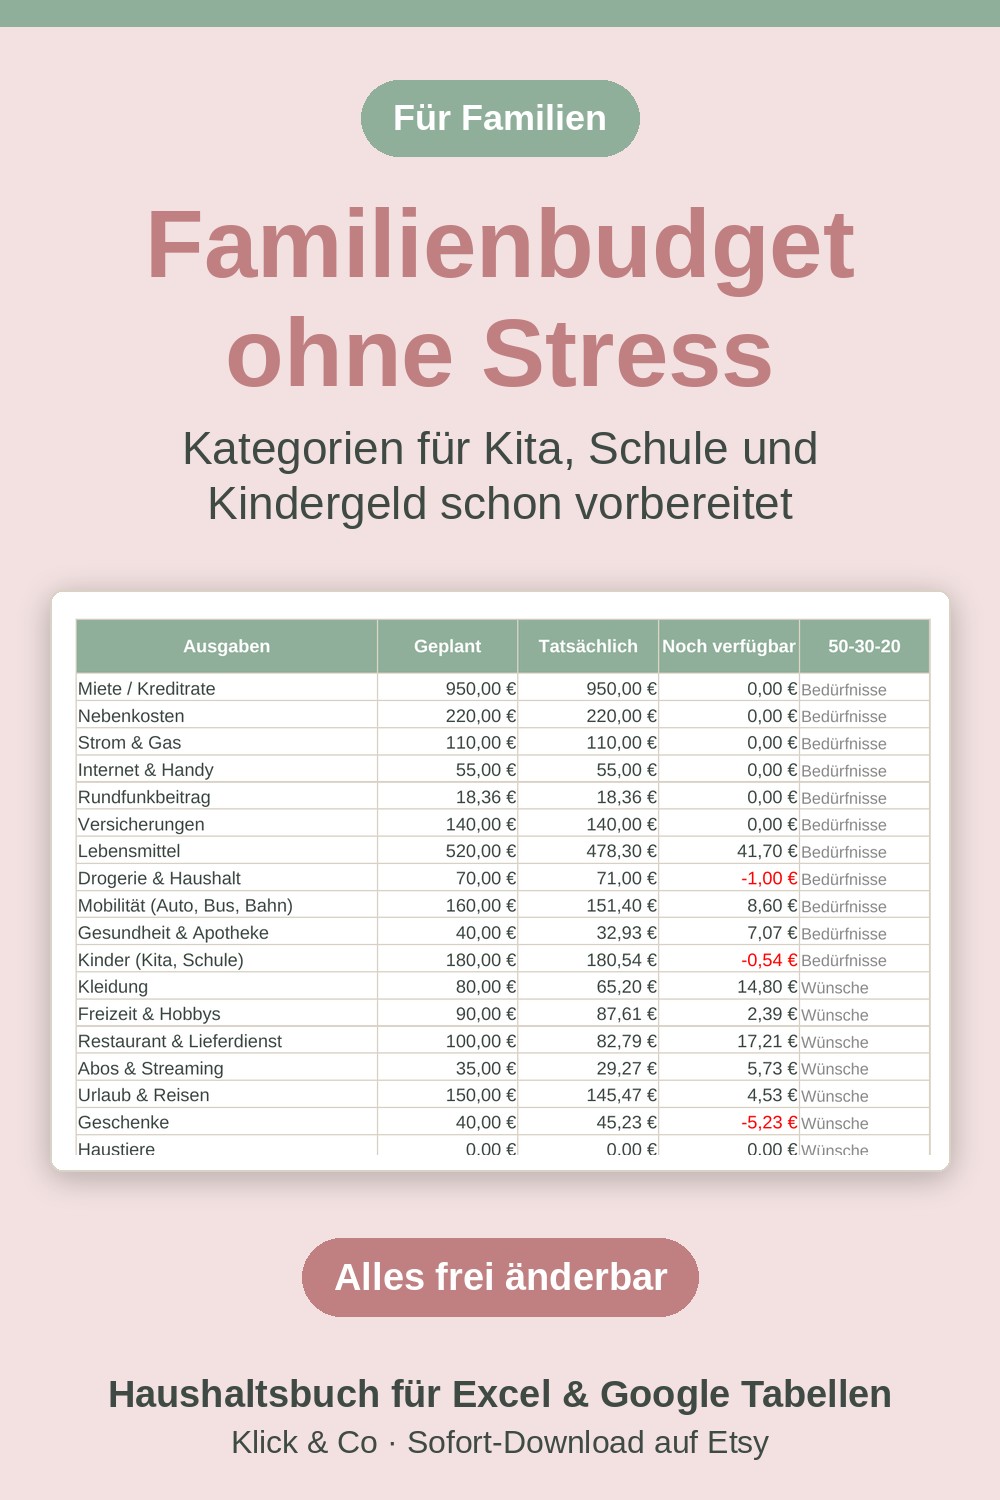 Für Familien
Familienbudget
ohne Stress
Kategorien für Kita, Schule und
Kindergeld schon vorbereitet
Ausgaben Geplant Tatsächlich Noch verfügbar 50-30-20
Miete / Kreditrate 950,00 € 950,00 € 0,00 € Bedürfnisse
Nebenkosten 220,00 € 220,00 € 0,00 € Bedürfnisse
Strom & Gas 110,00 € 110,00 € 0,00 € Bedürfnisse
Internet & Handy 55,00 € 55,00 € 0,00 € Bedürfnisse
Rundfunkbeitrag 18,36 € 18,36 € 0,00 € Bedürfnisse
Versicherungen 140,00 € 140,00 € 0,00 € Bedürfnisse
Lebensmittel 520,00 € 478,30 € 41,70 € Bedürfnisse
Drogerie & Haushalt 70,00 € 71,00 € -1,00 € Bedürfnisse
Mobilität (Auto, Bus, Bahn) 160,00 € 151,40 € 8,60 € Bedürfnisse
Gesundheit & Apotheke 40,00 € 32,93 € 7,07 € Bedürfnisse
Kinder (Kita, Schule) 180,00 € 180,54 € -0,54 € Bedürfnisse
Kleidung 80,00 € 65,20 € 14,80 € Wünsche
Freizeit & Hobbys 90,00 € 87,61 € 2,39 € Wünsche
Restaurant & Lieferdienst 100,00 € 82,79 € 17,21 € Wünsche
Abos & Streaming 35,00 € 29,27 € 5,73 € Wünsche
Urlaub & Reisen 150,00 € 145,47 € 4,53 € Wünsche
Geschenke 40,00 € 45,23 € -5,23 € Wünsche
Haustiere 0,00 € 0,00 € 0,00 € Wünsche
Alles frei änderbar
Haushaltsbuch für Excel & Google Tabellen
Klick & Co · Sofort-Download auf Etsy